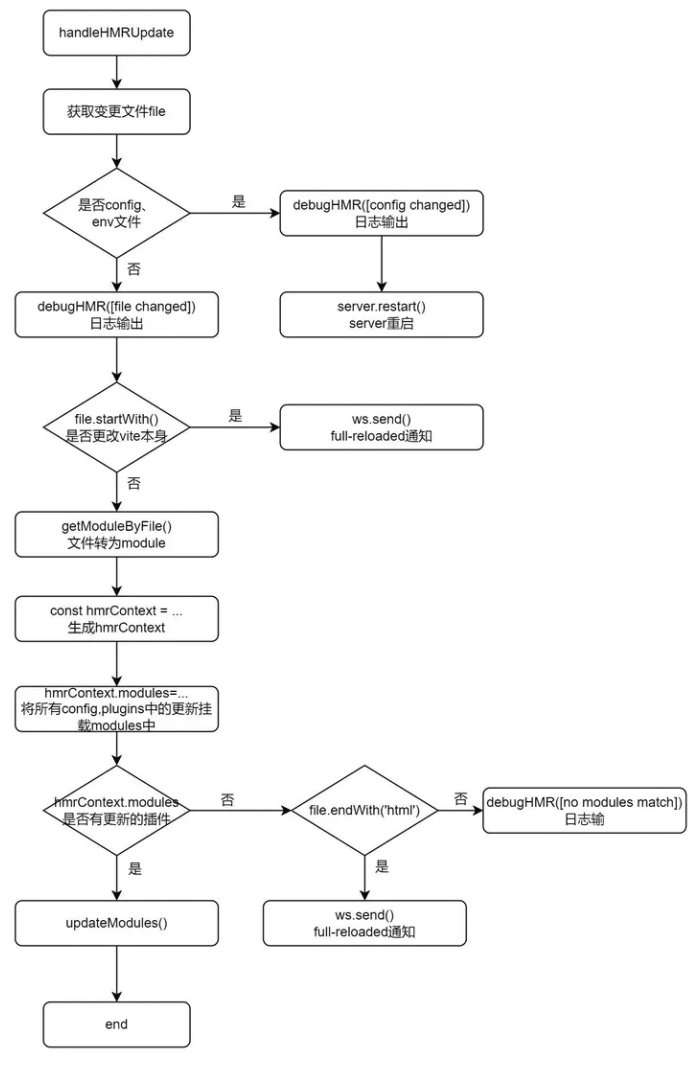 handleHMRUpdate
获取变更文件file
是否config、
env文件
是
debugHMR([config changed])
日志输出
否
debugHMR([file changed])
日志输出
server.restart()
server重启
file.startWith()
是否更改vite本身
是
ws.send()
full-reloaded通知
否
getModuleByFile()
文件转为module
const hmrContext = ...
生成hmrContext
hmrContext.modules=...
将所有config,plugins中的更新挂
载modules中
hmrContext.modules
是否有更新的插件
否
file.endWith('html')
否
debugHMR([no modules match])
日志输
是
是
updateModules()
ws.send()
full-reloaded通知
end